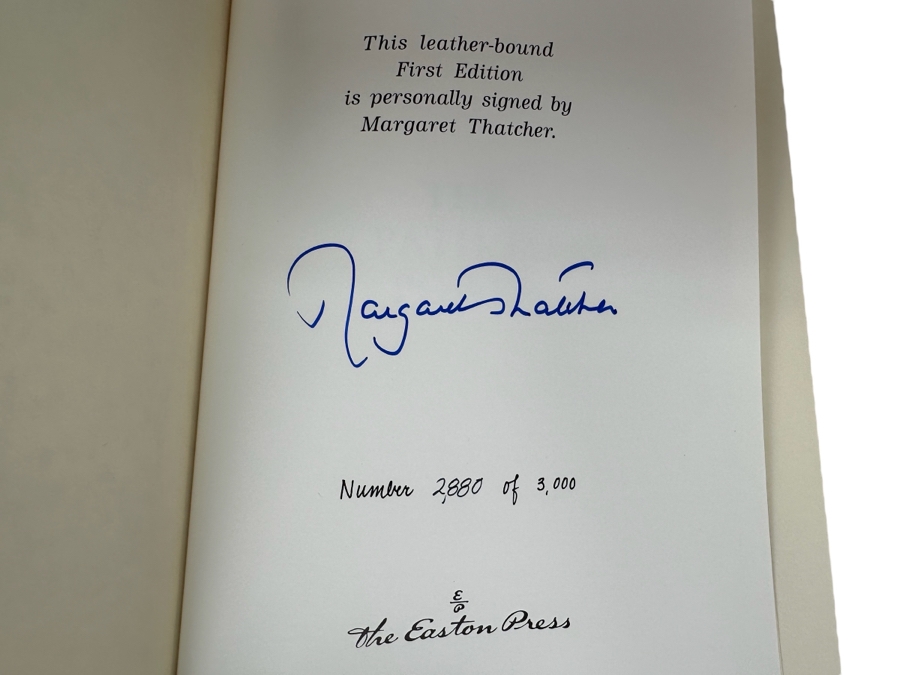 This leather-bound
First Edition
is personally signed by
Margaret Thatcher.
Margaret Thatcher
Number 2,880 of 3,000
E
P
the Easton Press